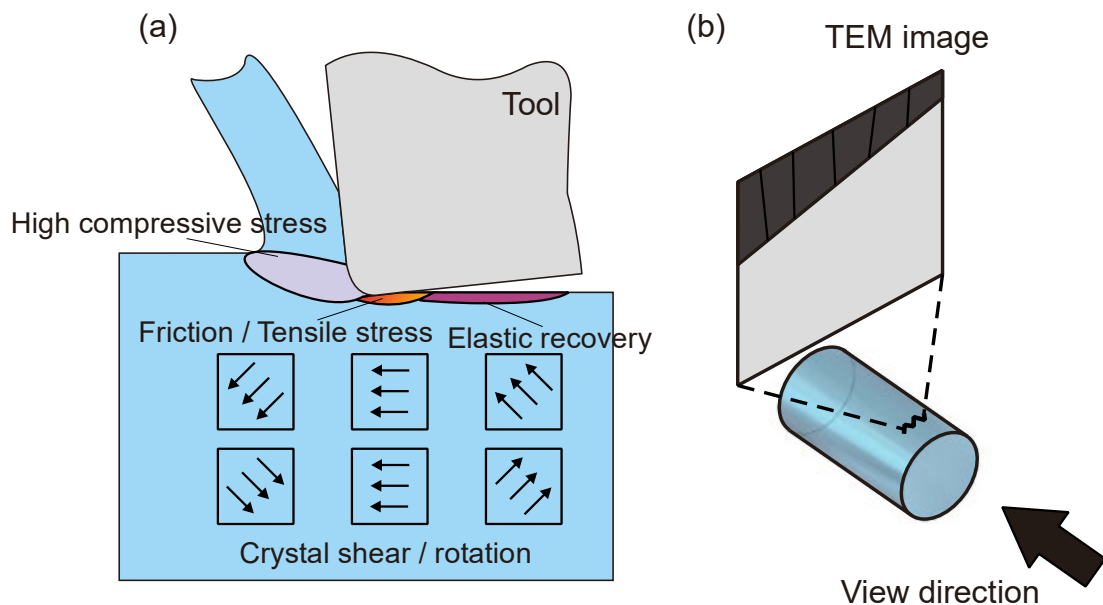 (a)
Tool
High compressive stress
Friction / Tensile stress
Elastic recovery
Crystal shear / rotation
(b)
TEM image
View direction